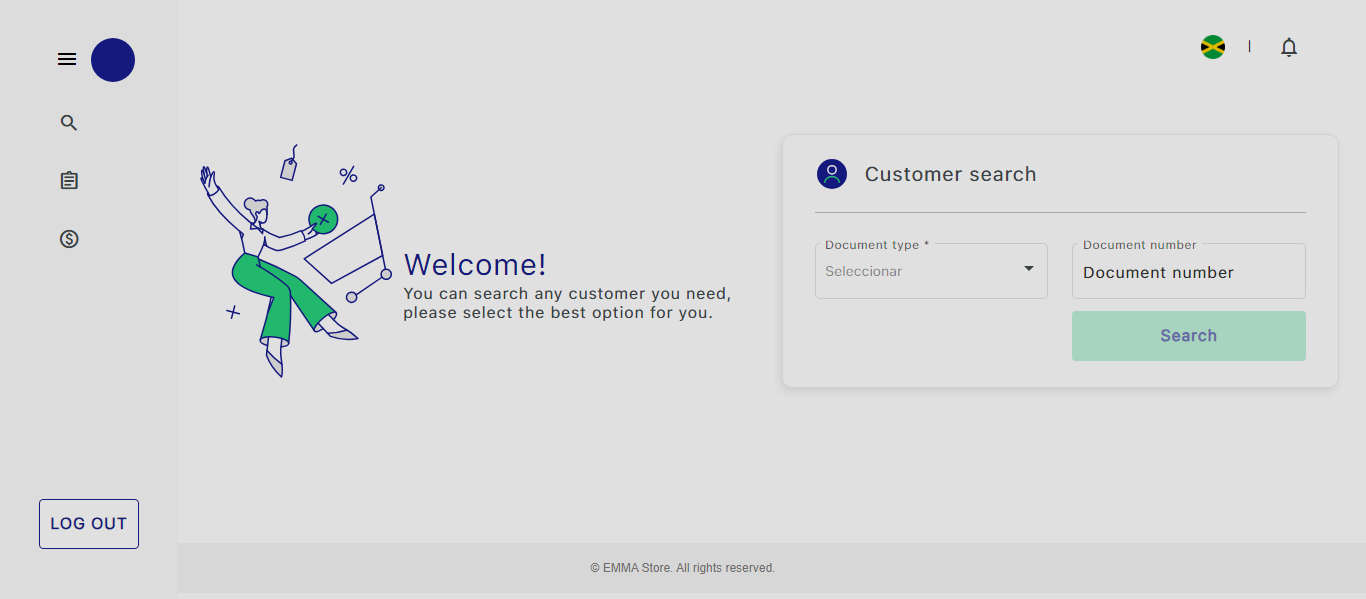 Customer search
Document type *
Seleccionar
Document number
Document number
Search
Welcome!
You can search any customer you need,
please select the best option for you.
LOG OUT
© EMMA Store. All rights reserved.